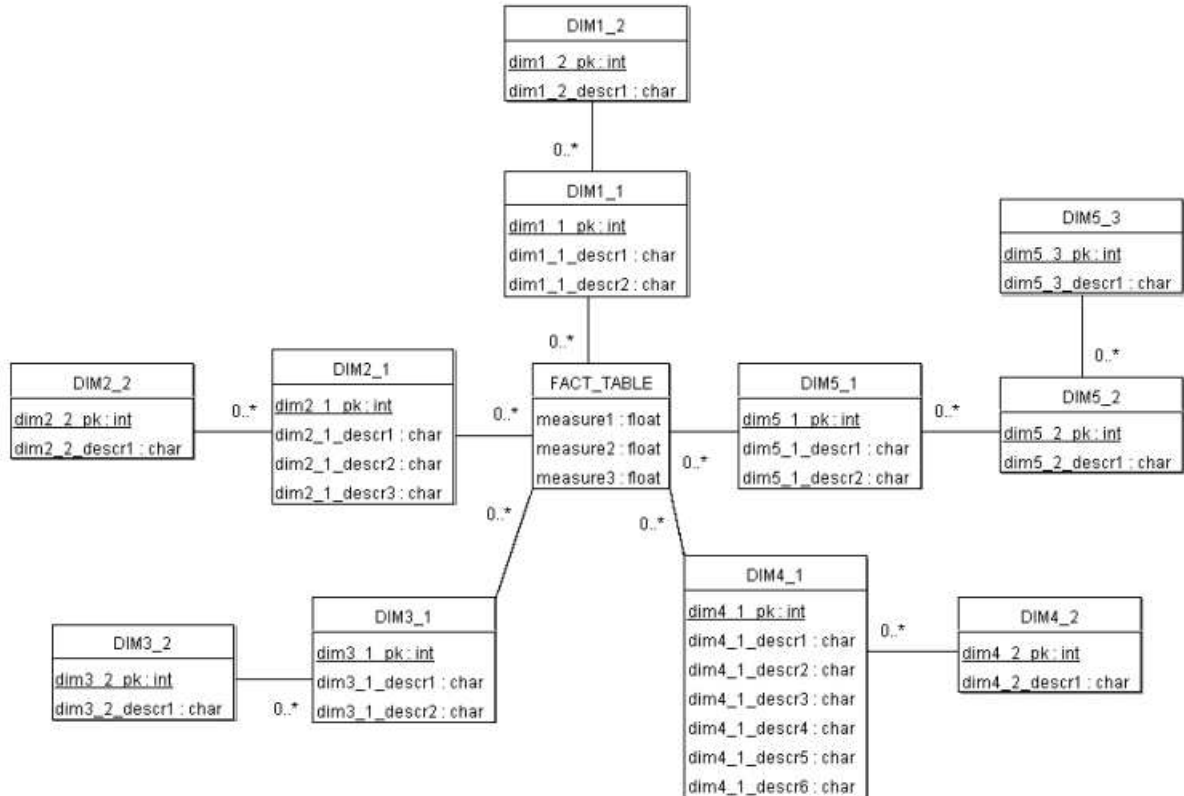 DIM1_2
dim1_2_pk : int
dim1_2_descr1 : char
0..*
DIM1_1
dim1_1_pk : int
dim1_1_descr1 : char
dim1_1_descr2 : char
0..*
DIM5_3
dim5_3_pk : int
dim5_3_descr1 : char
0..*
DIM2_2
dim2_2_pk : int
dim2_2_descr1 : char
0..*
DIM2_1
dim2_1_pk : int
dim2_1_descr1 : char
dim2_1_descr2 : char
dim2_1_descr3 : char
0..*
FACT_TABLE
measure1 : float
measure2 : float
measure3 : float
0..*
DIM5_1
dim5_1_pk : int
dim5_1_descr1 : char
dim5_1_descr2 : char
0..*
DIM5_2
dim5_2_pk : int
dim5_2_descr1 : char
0..*
0..*
DIM3_2
dim3_2_pk : int
dim3_2_descr1 : char
0..*
DIM3_1
dim3_1_pk : int
dim3_1_descr1 : char
dim3_1_descr2 : char
DIM4_1
dim4_1_pk : int
dim4_1_descr1 : char
dim4_1_descr2 : char
dim4_1_descr3 : char
dim4_1_descr4 : char
dim4_1_descr5 : char
dim4_1_descr6 : char
0..*
DIM4_2
dim4_2_pk : int
dim4_2_descr1 : char